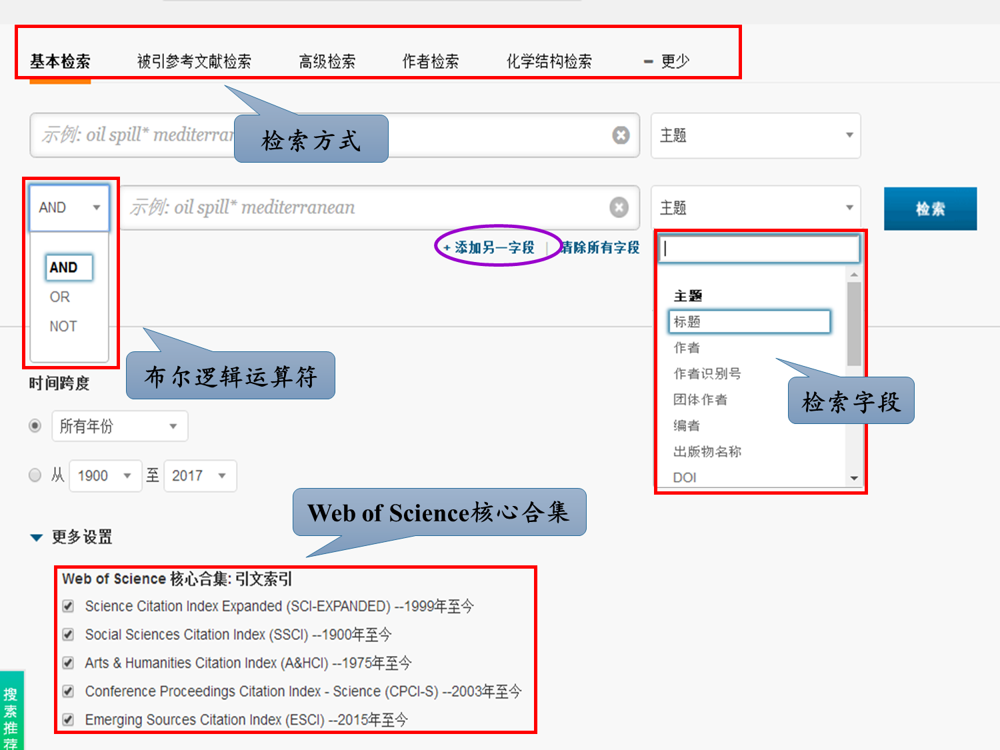 基本检索 被引参考文献检索 高级检索 作者检索 化学结构检索 更少
检索方式
示例: oil spill* mediterran
主题
AND
示例: oil spill* mediterranean
主题
检索
+ 添加另一字段 | 清除所有字段
AND
OR
NOT
主题
标题
作者
作者识别号
团体作者
编者
出版物名称
DOI
布尔逻辑运算符
检索字段
时间跨度
所有年份
从 1900 至 2017
Web of Science核心合集
更多设置
Web of Science 核心合集: 引文索引
Science Citation Index Expanded (SCI-EXPANDED) --1999年至今
Social Sciences Citation Index (SSCI) --1900年至今
Arts & Humanities Citation Index (A&HCI) --1975年至今
Conference Proceedings Citation Index - Science (CPCI-S) --2003年至今
Emerging Sources Citation Index (ESCI) --2015年至今
搜索推荐